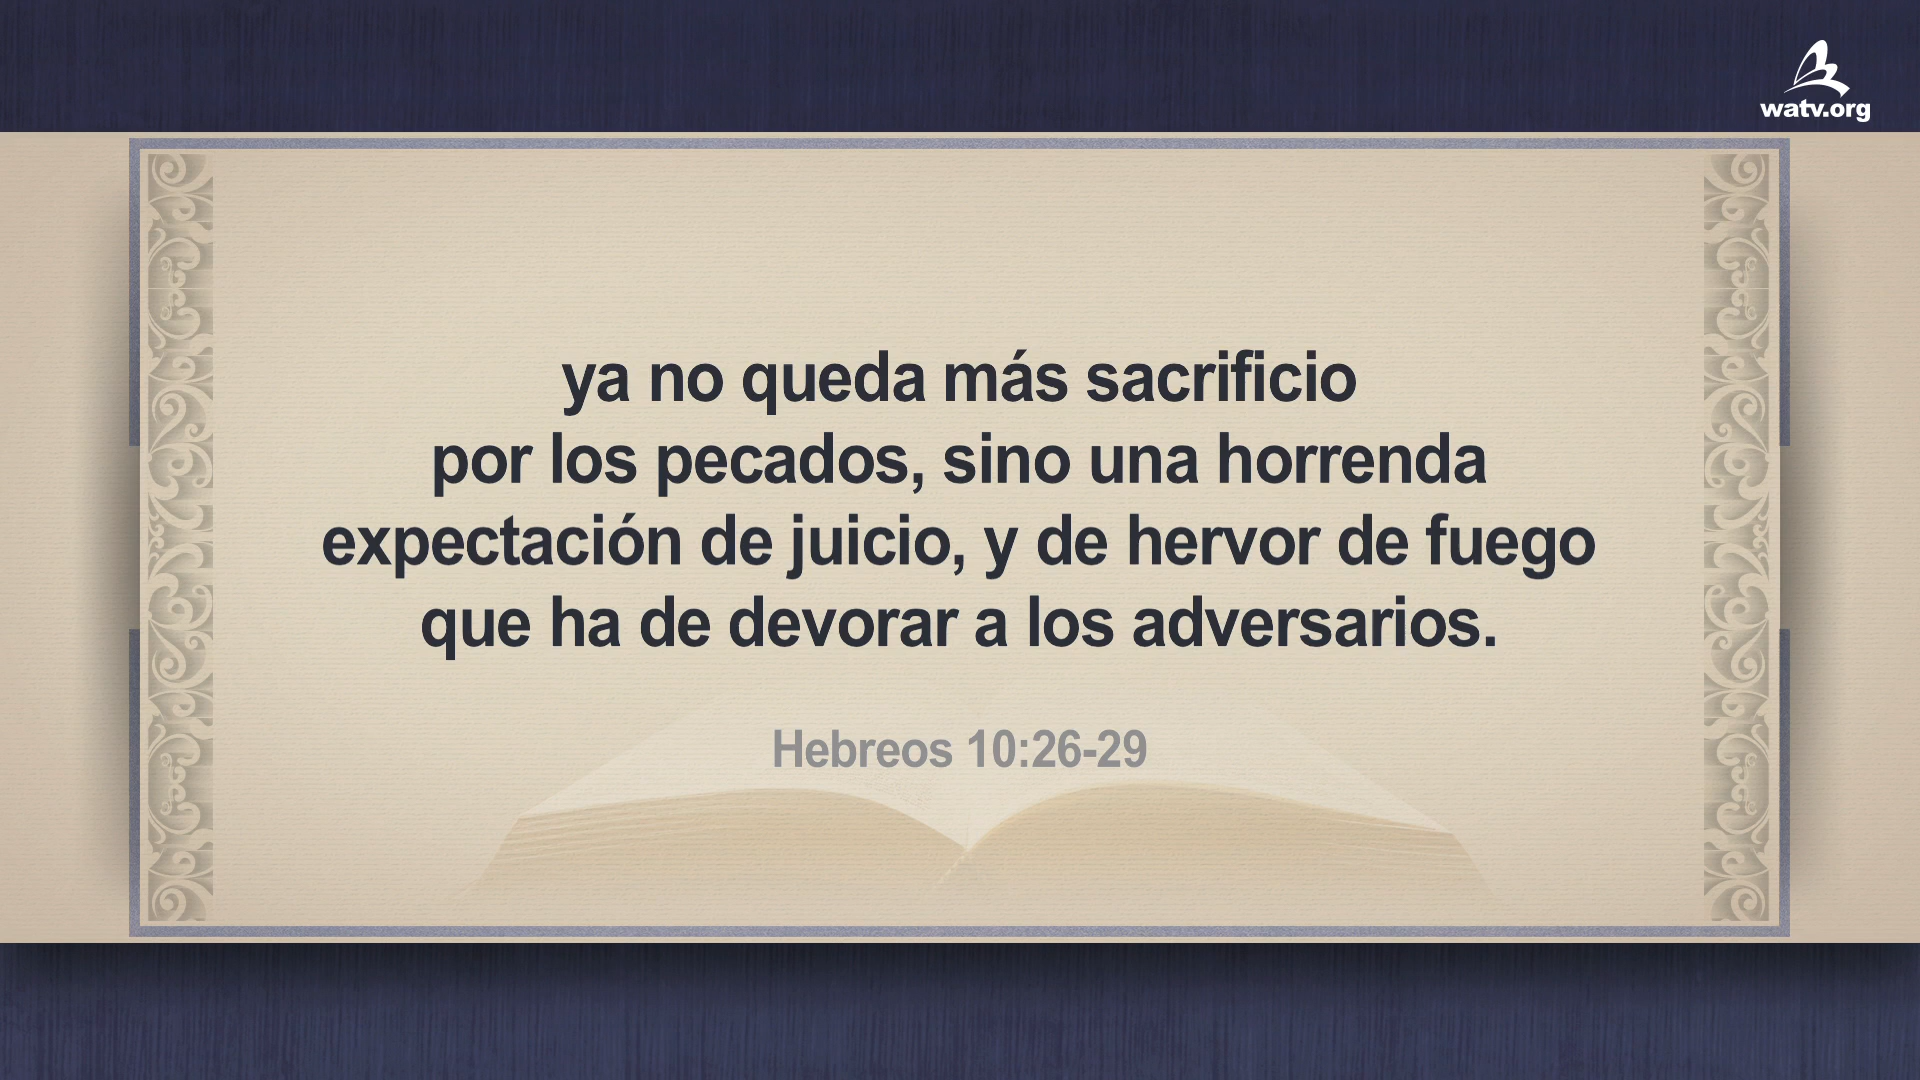 watv.org
ya no queda más sacrificio
por los pecados, sino una horrenda
expectación de juicio, y de hervor de fuego
que ha de devorar a los adversarios.
Hebreos 10:26-29